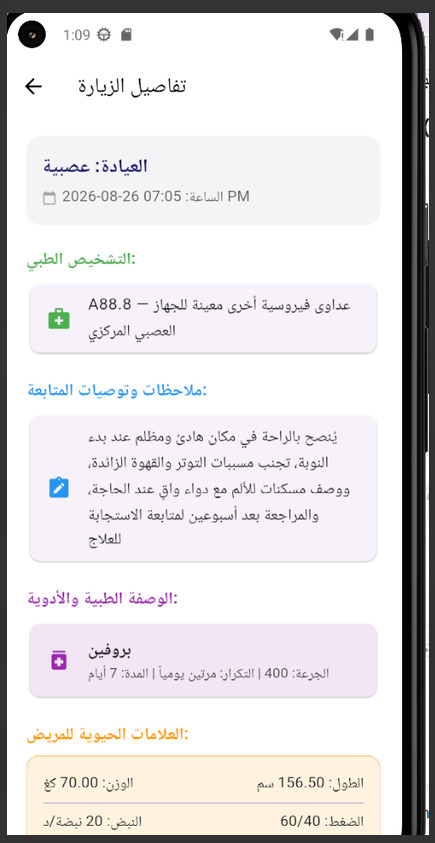 1:09
تفاصيل الزيارة
العيادة: عصبية
الساعة: 07:05 2026-08-26 PM
التشخيص الطبي:
A88.8 — عداوى فيروسية أخرى معينة للجهاز
العصبي المركزي
ملاحظات وتوصيات المتابعة:
يُنصح بالراحة في مكان هادئ ومظلم عند بدء
النوبة، تجنب مسببات التوتر والقهوة الزائدة،
ووصف مسكنات للألم مع دواء واقٍ عند الحاجة،
والمراجعة بعد أسبوعين لمتابعة الاستجابة
للعلاج
الوصفة الطبية والأدوية:
بروفين
الجرعة: 400 | التكرار: مرتين يومياً | المدة: 7 أيام
العلامات الحيوية للمريض:
الطول: 156.50 سم
الوزن: 70.00 كغ
الضغط: 60/40
النبض: 20 نبضة/د